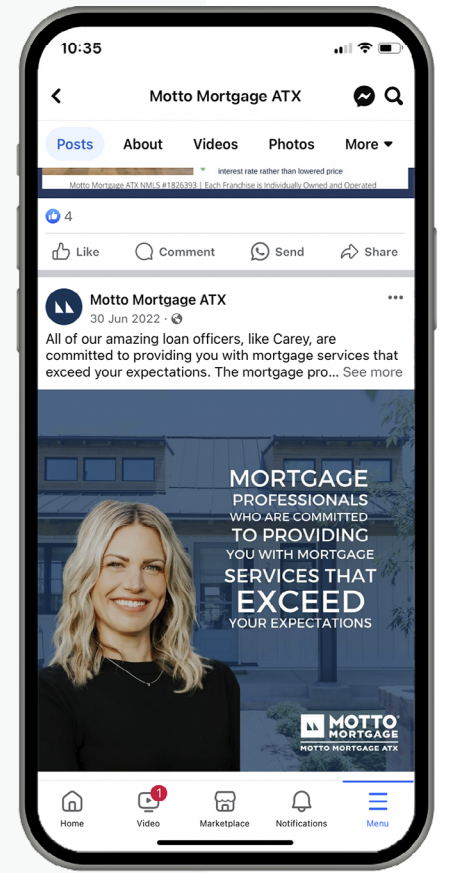 10:35
Motto Mortgage ATX
Posts About Videos Photos More
interest rate rather than lowered price
Motto Mortgage ATX NMLS #1826393 | Each Franchise is Individually Owned and Operated
4
Like Comment Send Share
Motto Mortgage ATX
30 Jun 2022 ·
All of our amazing loan officers, like Carey, are
committed to providing you with mortgage services that
exceed your expectations. The mortgage pro... See more
MORTGAGE
PROFESSIONALS
WHO ARE COMMITTED
TO PROVIDING
YOU WITH MORTGAGE
SERVICES THAT
EXCEED
YOUR EXPECTATIONS
MOTTO
MORTGAGE
MOTTO MORTGAGE ATX
1
Home Video Marketplace Notifications Menu